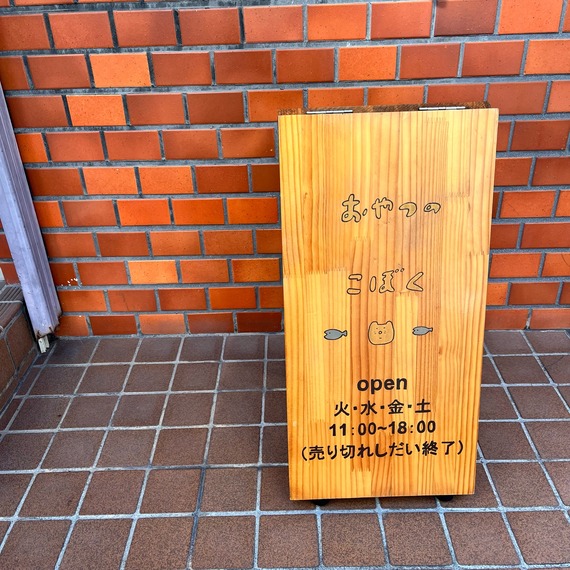 おやつの
こぼく
open
火・水・金・土
11:00~18:00
(売り切れしだい終了)